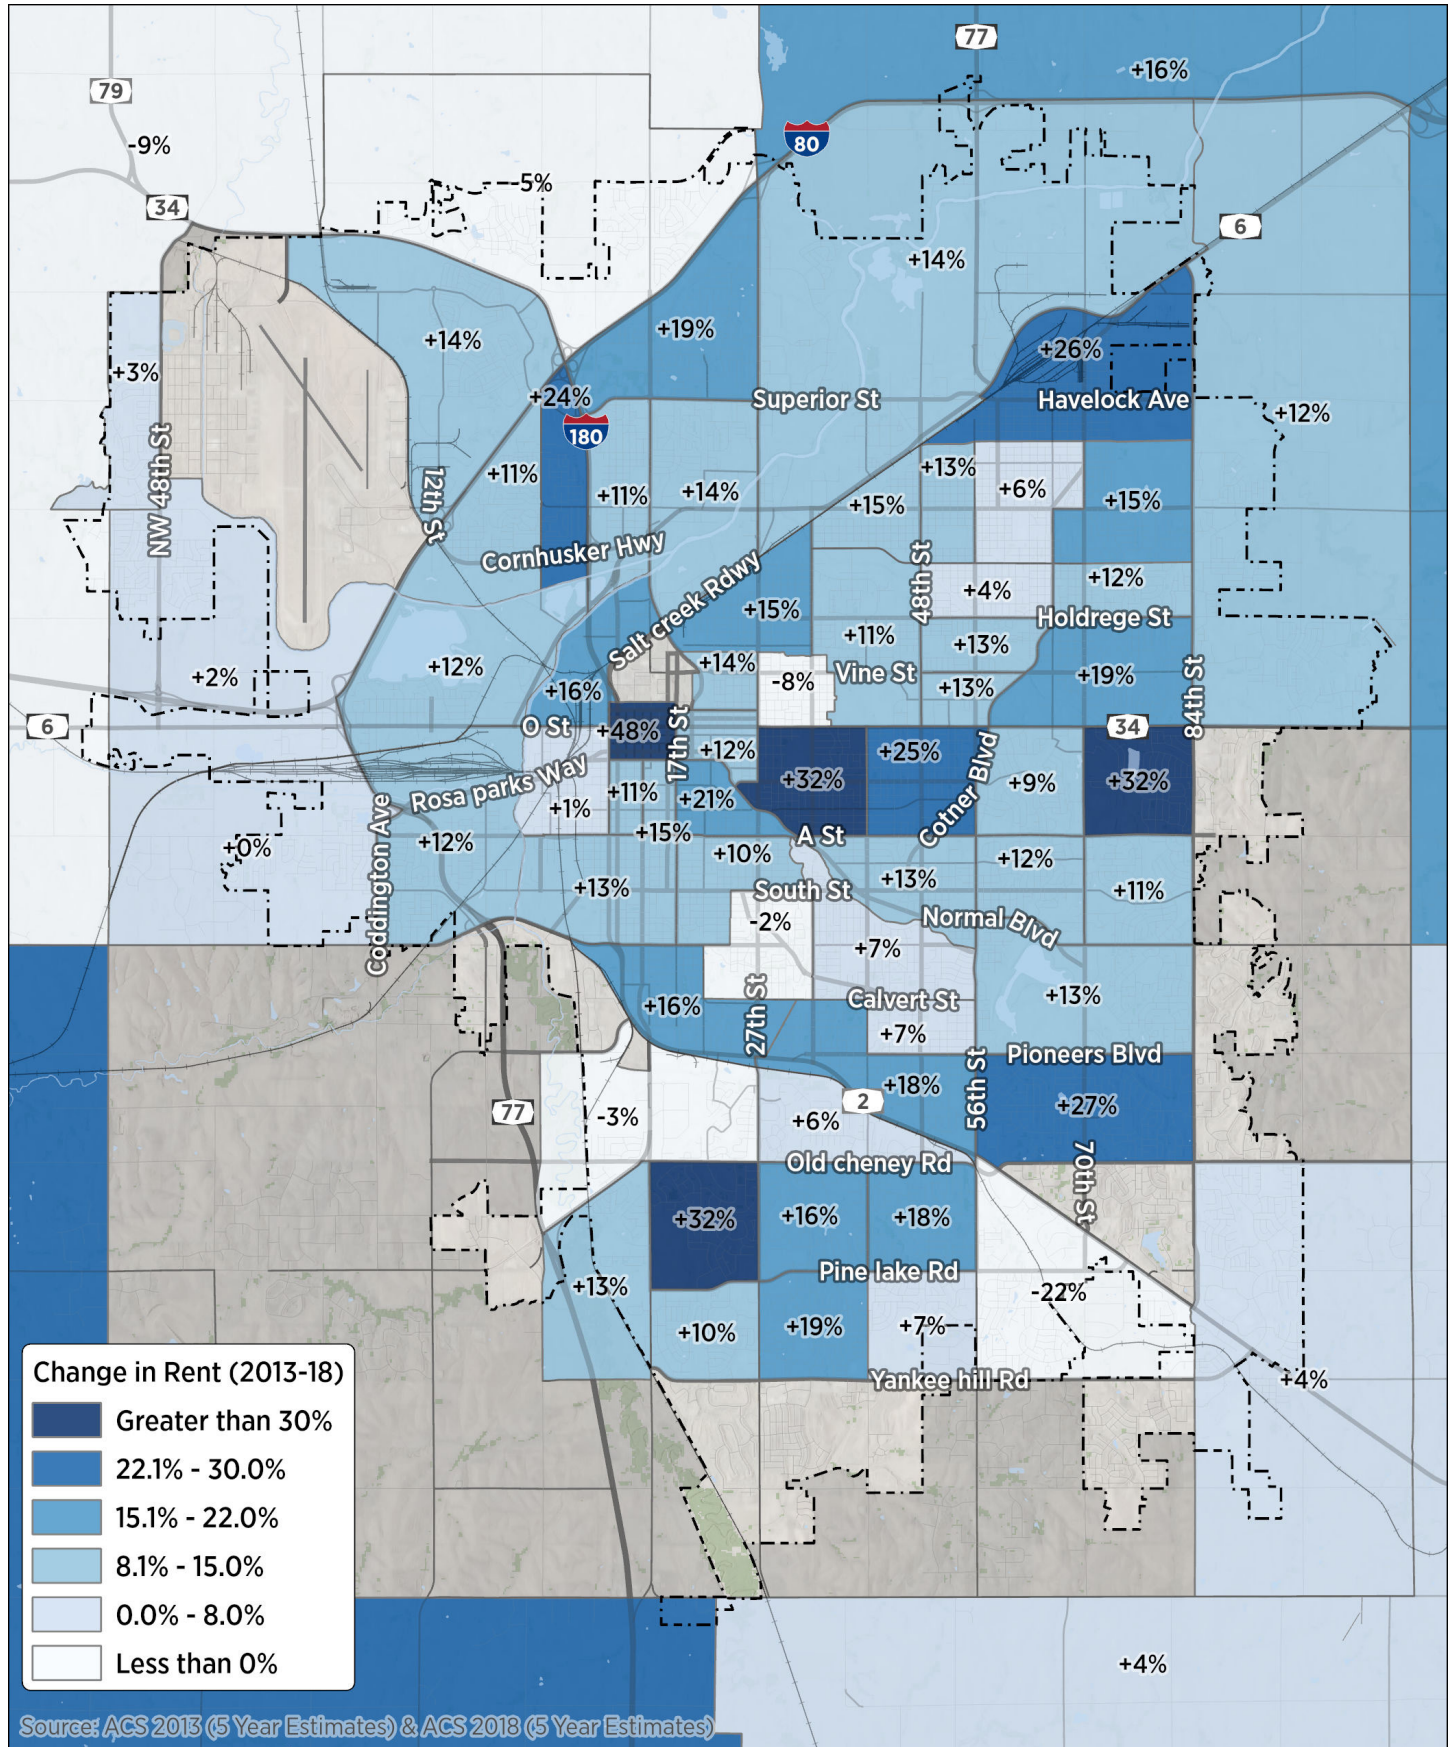 77
+16%
79
80
-9%
-5%
34
6
+14%
+19%
+14%
+26%
+3%
+24%
Superior St
Havelock Ave
+12%
180
NW 48th St
12th St
+11%
+11%
+14%
+15%
+13%
+6%
+15%
Cornhusker Hwy
48th St
+4%
+12%
Salt creek Rdwy
+15%
Holdrege St
+11%
+13%
+12%
+2%
+14%
-8%
Vine St
+13%
+19%
84th St
+16%
6
O St
+48%
17th St
+12%
34
+25%
+32%
Cotner Blvd
+9%
+32%
Rosa parks Way
+1%
+11%
+21%
+15%
A St
Coddington Ave
+12%
+0%
+10%
+12%
+13%
South St
+13%
+11%
-2%
Normal Blvd
+7%
+16%
27th St
Calvert St
+13%
+7%
56th St
Pioneers Blvd
+18%
2
+27%
77
-3%
+6%
Old cheney Rd
70th St
+32%
+16%
+18%
Pine lake Rd
+13%
-22%
+10%
+19%
+7%
Yankee hill Rd
+4%
Change in Rent (2013-18)
Greater than 30%
22.1% - 30.0%
15.1% - 22.0%
8.1% - 15.0%
0.0% - 8.0%
Less than 0%
+4%
Source: ACS 2013 (5 Year Estimates) & ACS 2018 (5 Year Estimates)